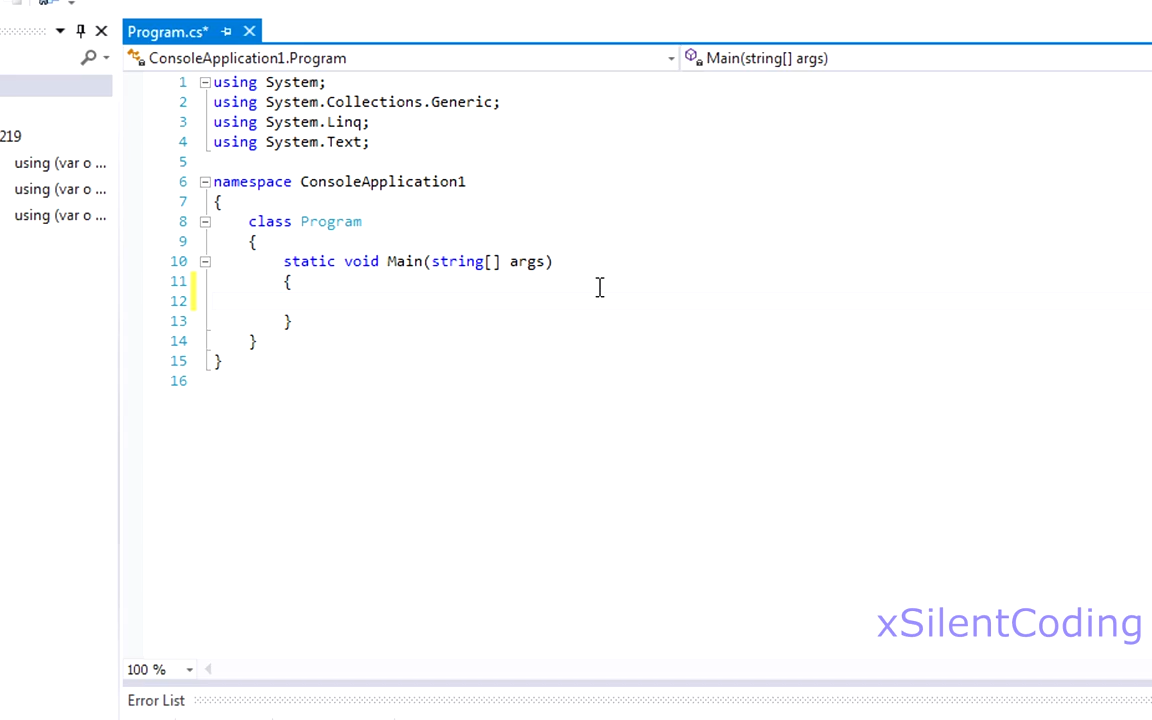 Program.cs*
ConsoleApplication1.Program
Main(string[] args)
219
using (var o ...
using (var o ...
using (var o ...
1 using System;
2 using System.Collections.Generic;
3 using System.Linq;
4 using System.Text;
5
6 namespace ConsoleApplication1
7 {
8 class Program
9 {
10 static void Main(string[] args)
11 {
12
13 }
14 }
15 }
16
xSilentCoding
100 %
Error List